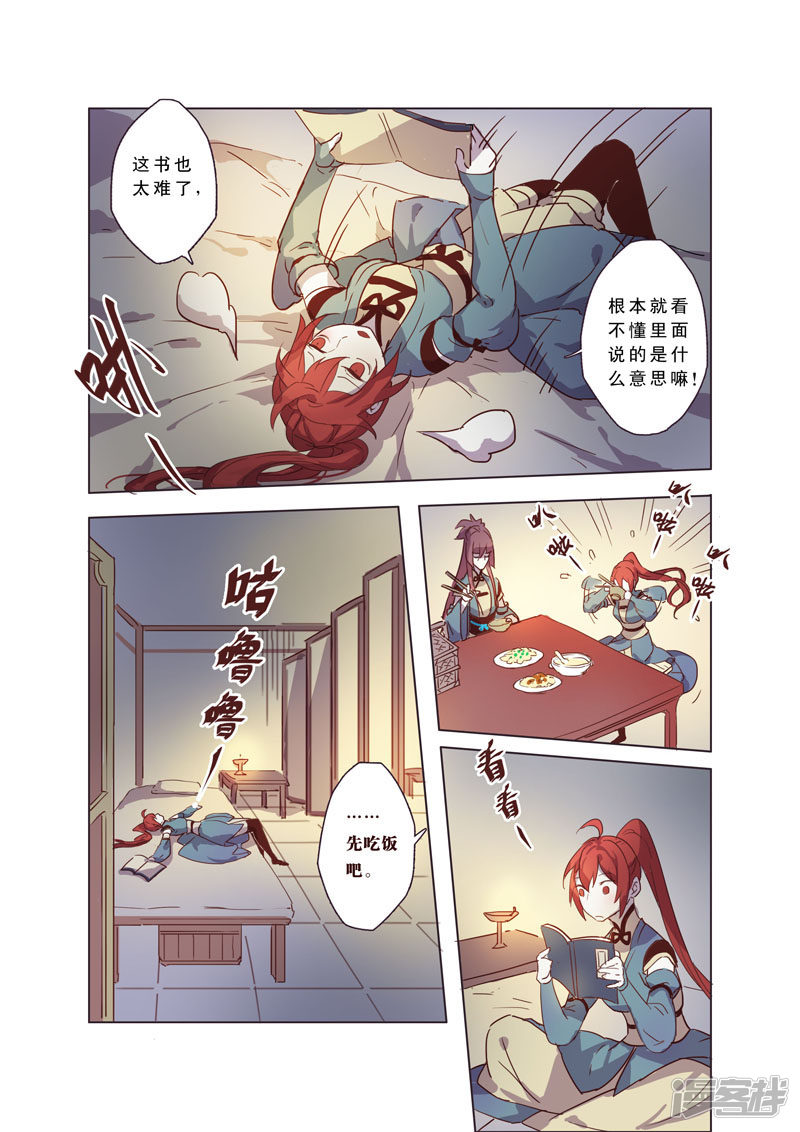 这书也
太难了，
根本就看
不懂里面
说的是什
么意思嘛！
咕噜噜～
……
先吃饭
吧。
看看～
漫客栈